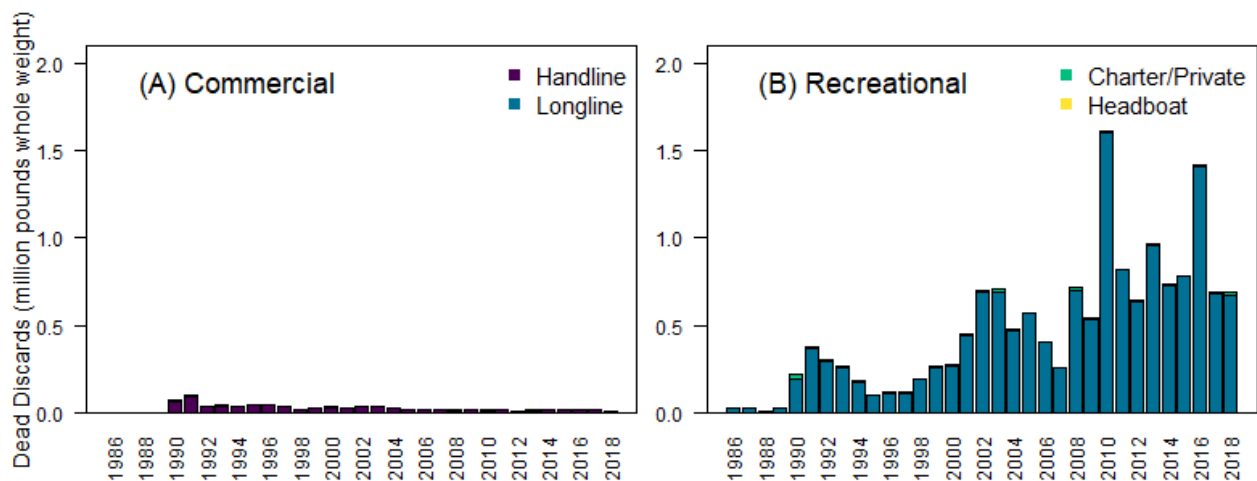 Dead Discards (million pounds whole weight)
(A) Commercial
Handline
Longline
2.0
1.5
1.0
0.5
0.0
1986 1988 1990 1992 1994 1996 1998 2000 2002 2004 2006 2008 2010 2012 2014 2016 2018
(B) Recreational
Charter/Private
Headboat
2.0
1.5
1.0
0.5
0.0
1986 1988 1990 1992 1994 1996 1998 2000 2002 2004 2006 2008 2010 2012 2014 2016 2018